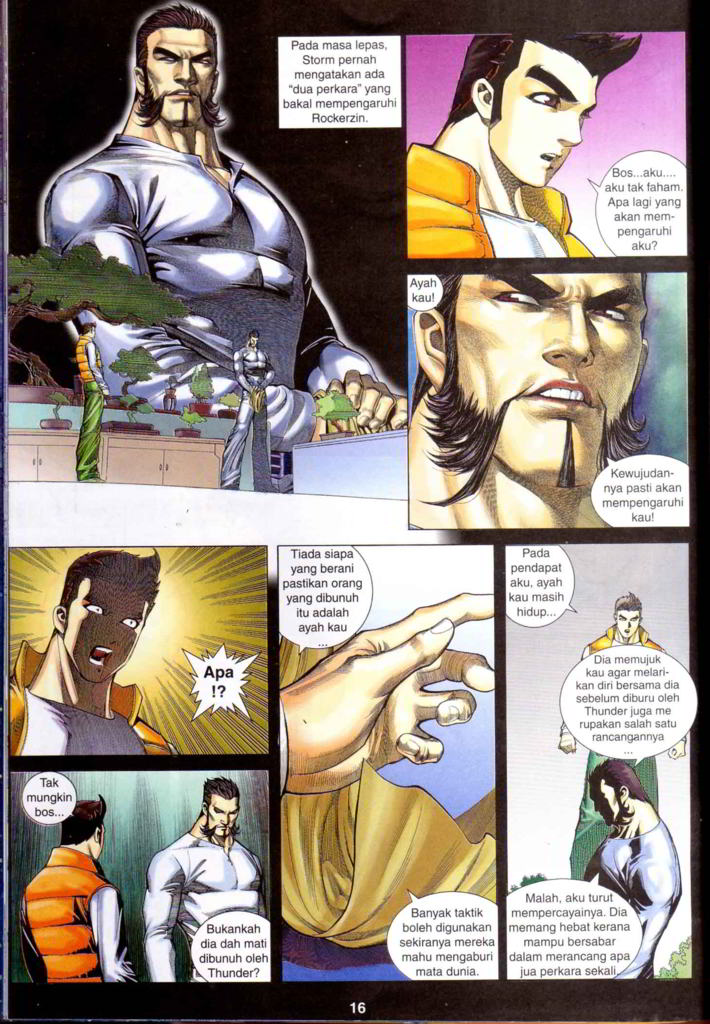 Pada masa lepas,
Storm pernah
mengatakan ada
"dua perkara" yang
bakal mempengaruhi
Rockerzin.
Bos...aku....
aku tak faham.
Apa lagi yang
akan mem-
pengaruhi
aku?
Ayah
kau!
Kewujudan-
nya pasti akan
mempengaruhi
kau!
Apa
!?
Tak
mungkin
bos...
Bukankah
dia dah mati
dibunuh oleh
Thunder?
Tiada siapa
yang berani
pastikan orang
yang dibunuh
itu adalah
ayah kau
...
Banyak taktik
boleh digunakan
sekiranya mereka
mahu mengaburi
mata dunia.
Pada
pendapat
aku, ayah
kau masih
hidup...
Dia memujuk
kau agar melari-
kan diri bersama dia
sebelum diburu oleh
Thunder juga me
rupakan salah satu
rancangannya
...
Malah, aku turut
mempercayainya. Dia
memang hebat kerana
mampu bersabar
dalam merancang apa
jua perkara sekali.
16